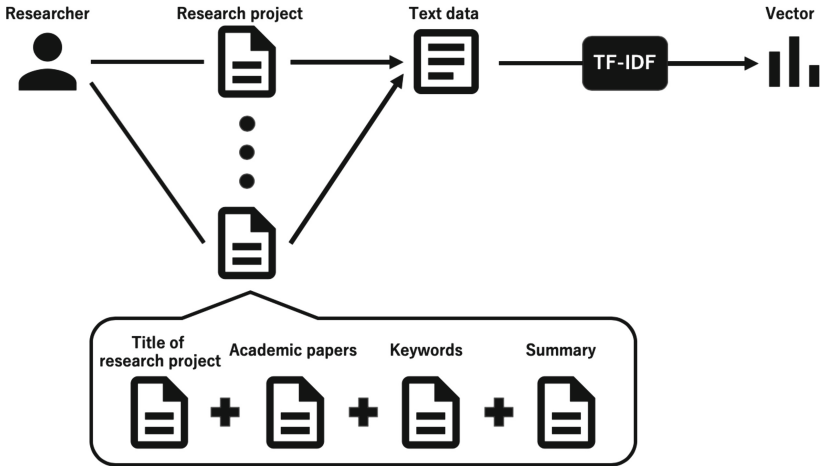 Researcher
Research project
Text data
Vector
TF-IDF
Title of
research project
Academic papers
Keywords
Summary